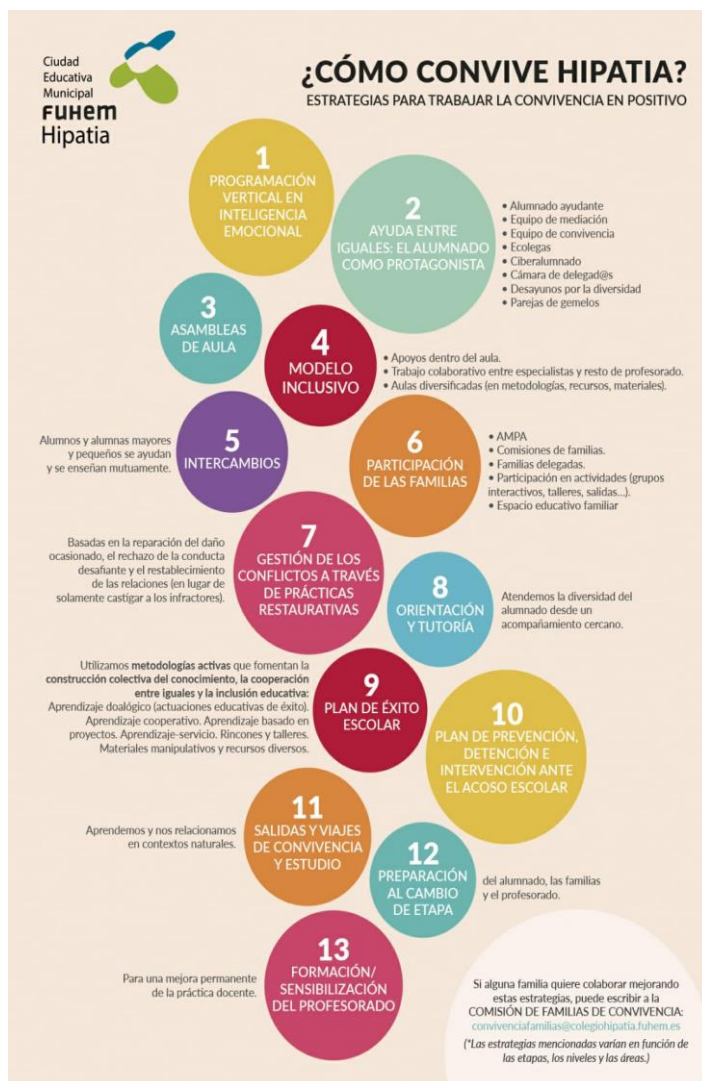 Ciudad
Educativa
Municipal
FUHEM
Hipatia
¿CÓMO CONVIVE HIPATIA?
ESTRATEGIAS PARA TRABAJAR LA CONVIVENCIA EN POSITIVO
1
PROGRAMACIÓN
VERTICAL EN
INTELIGENCIA
EMOCIONAL
2
AYUDA ENTRE
IGUALES: EL ALUMNADO
COMO PROTAGONISTA
• Alumnado ayudante
• Equipo de mediación
• Equipo de convivencia
• Ecolegas
• Ciberalumnado
• Cámara de delegad@s
• Desayunos por la diversidad
• Parejas de gemelos
3
ASAMBLEAS
DE AULA
4
MODELO
INCLUSIVO
• Apoyos dentro del aula.
• Trabajo colaborativo entre especialistas y resto de profesorado.
• Aulas diversificadas (en metodologías, recursos, materiales).
Alumnos y alumnas mayores
y pequeños se ayudan
y se enseñan mutuamente.
5
INTERCAMBIOS
6
PARTICIPACIÓN
DE LAS FAMILIAS
• AMPA
• Comisiones de familias.
• Familias delegadas.
• Participación en actividades (grupos
interactivos, talleres, salidas...).
• Espacio educativo familiar
Basadas en la reparación del daño
ocasionado, el rechazo de la conducta
desafiante y el restablecimiento
de las relaciones (en lugar de
solamente castigar a los infractores).
7
GESTIÓN DE LOS
CONFLICTOS A TRAVÉS
DE PRÁCTICAS
RESTAURATIVAS
8
ORIENTACIÓN
Y TUTORÍA
Atendemos la diversidad del
alumnado desde un
acompañamiento cercano.
Utilizamos metodologías activas que fomentan la
construcción colectiva del conocimiento, la cooperación
entre iguales y la inclusión educativa:
Aprendizaje doalógico (actuaciones educativas de éxito).
Aprendizaje cooperativo. Aprendizaje basado en
proyectos. Aprendizaje-servicio. Rincones y talleres.
Materiales manipulativos y recursos diversos.
9
PLAN DE ÉXITO
ESCOLAR
10
PLAN DE PREVENCIÓN,
DETENCIÓN E
INTERVENCIÓN ANTE
EL ACOSO ESCOLAR
Aprendemos y nos relacionamos
en contextos naturales.
11
SALIDAS Y VIAJES
DE CONVIVENCIA
Y ESTUDIO
12
PREPARACIÓN
AL CAMBIO
DE ETAPA
del alumnado, las familias
y el profesorado.
Para una mejora permanente
de la práctica docente.
13
FORMACIÓN/
SENSIBILIZACIÓN
DEL PROFESORADO
Si alguna familia quiere colaborar mejorando
estas estrategias, puede escribir a la
COMISIÓN DE FAMILIAS DE CONVIVENCIA:
convivenciafamilias@colegiohipatia.fuhem.es
(*Las estrategias mencionadas varían en función de
las etapas, los niveles y las áreas.)